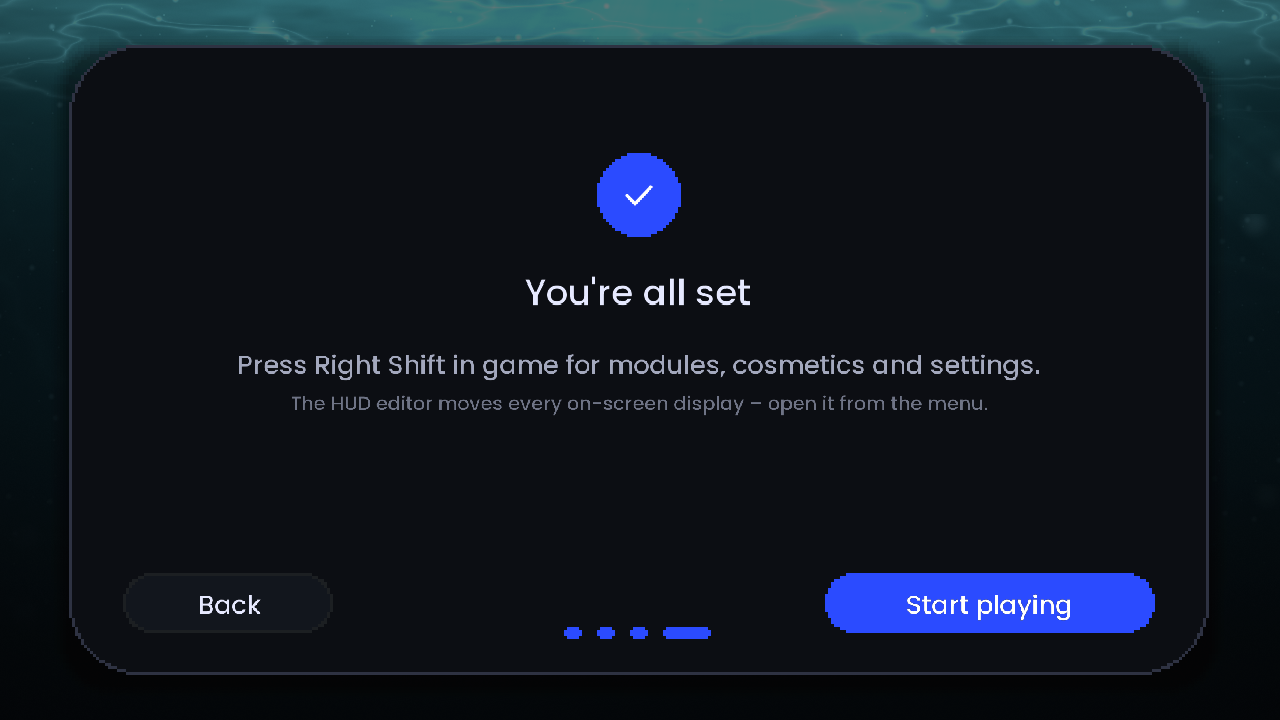 You're all set
Press Right Shift in game for modules, cosmetics and settings.
The HUD editor moves every on-screen display – open it from the menu.
Back
Start playing